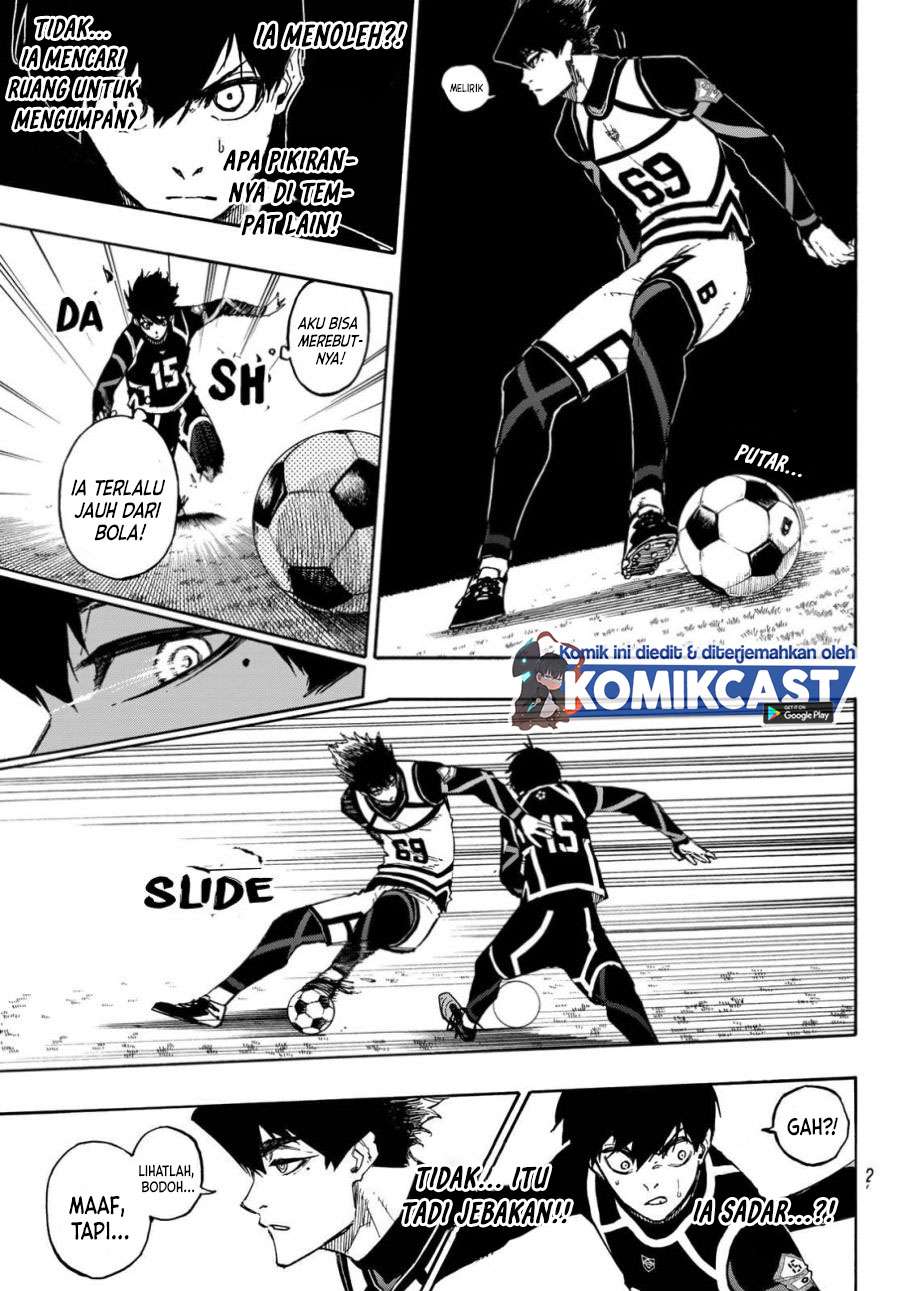 MELIRIK
69
B
PUTAR...
IA MENOLEH?!
TIDAK...
IA MENCARI
RUANG UNTUK
MENGUMPAN>
APA PIKIRAN-
NYA DI TEM-
PAT LAIN!
AKU BISA
MEREBUT-
NYA!
DA
SH
15
IA TERLALU
JAUH DARI
BOLA!
Komik ini diedit & diterjemahkan oleh
KOMIKCAST
GET IT ON
Google Play
69
15
SLIDE
GAH?!
IA SADAR...?!
15
TIDAK... ITU
TADI JEBAKAN!!
LIHATLAH,
BODOH...
MAAF,
TAPI...